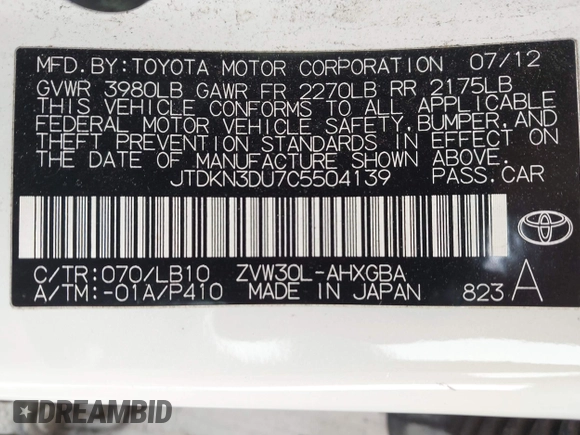 MFD. BY: TOYOTA MOTOR CORPORATION 07/12
GVWR 3980LB GAWR FR 2270LB RR 2175LB
THIS VEHICLE CONFORMS TO ALL APPLICABLE
FEDERAL MOTOR VEHICLE SAFETY, BUMPER, AND
THEFT PREVENTION STANDARDS IN EFFECT ON
THE DATE OF MANUFACTURE SHOWN ABOVE.
JTDKN3DU7C5504139 PASS. CAR
C/TR: 070/LB10 ZVW30L-AHXGBA
A/TM: -01A/P410 MADE IN JAPAN 823 A
DREAMBID